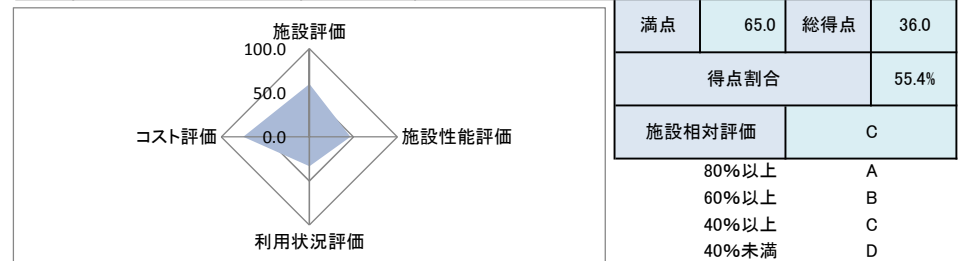 施設評価
100.0
50.0
0.0
コスト評価
施設性能評価
利用状況評価
満点 65.0 総得点 36.0
得点割合 55.4%
施設相対評価 C
80%以上 A
60%以上 B
40%以上 C
40%未満 D